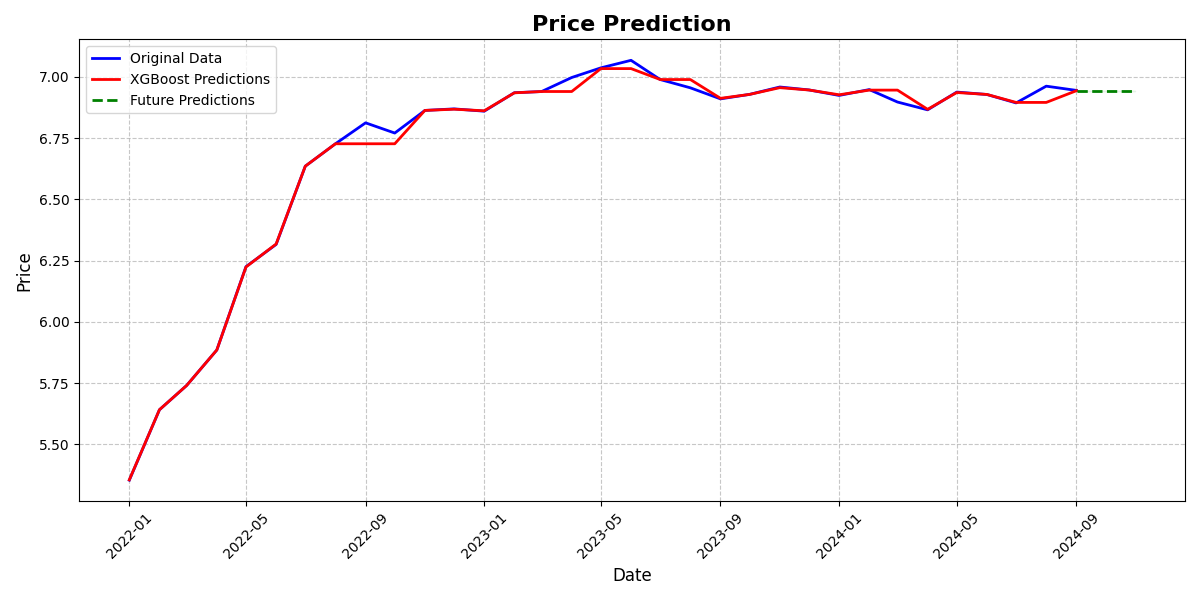 Price Prediction
Original Data
XGBoost Predictions
Future Predictions
Price
7.00
6.75
6.50
6.25
6.00
5.75
5.50
2022-01
2022-05
2022-09
2023-01
2023-05
2023-09
2024-01
2024-05
2024-09
Date